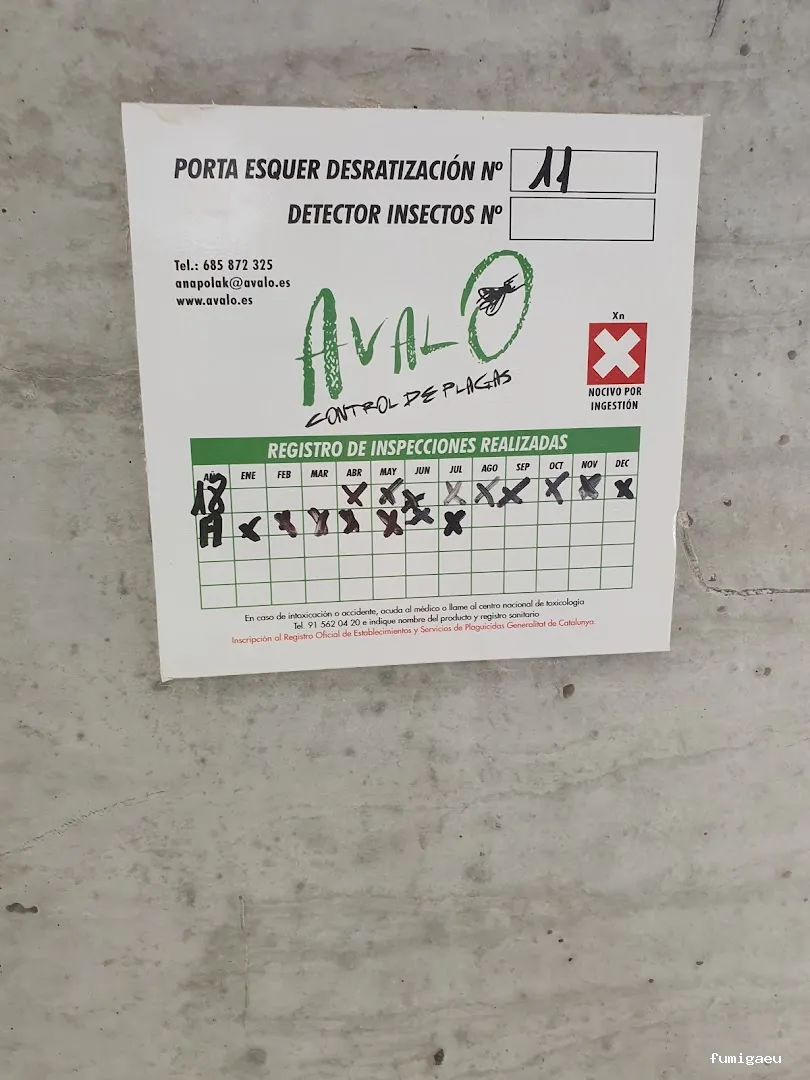 PORTA ESQUER DESRATIZACIÓN Nº 11
DETECTOR INSECTOS Nº
Tel.: 685 872 325
anapolak@avalo.es
www.avalo.es
AVALO
CONTROL DE PLAGAS
Xn
NOCIVO POR
INGESTIÓN
REGISTRO DE INSPECCIONES REALIZADAS
AÑO ENE FEB MAR ABR MAY JUN JUL AGO SEP OCT NOV DEC
18 X X X X X X X X X
X X X X X X X
En caso de intoxicación o accidente, acuda al médico o llame al centro nacional de toxicologia
Tel. 91 562 04 20 e indique nombre del producto y registro sanitario
Inscripción al Registro Oficial de Establecimientos y Servicios de Plaguicidas Generalitat de Catalunya.
fumigaeu